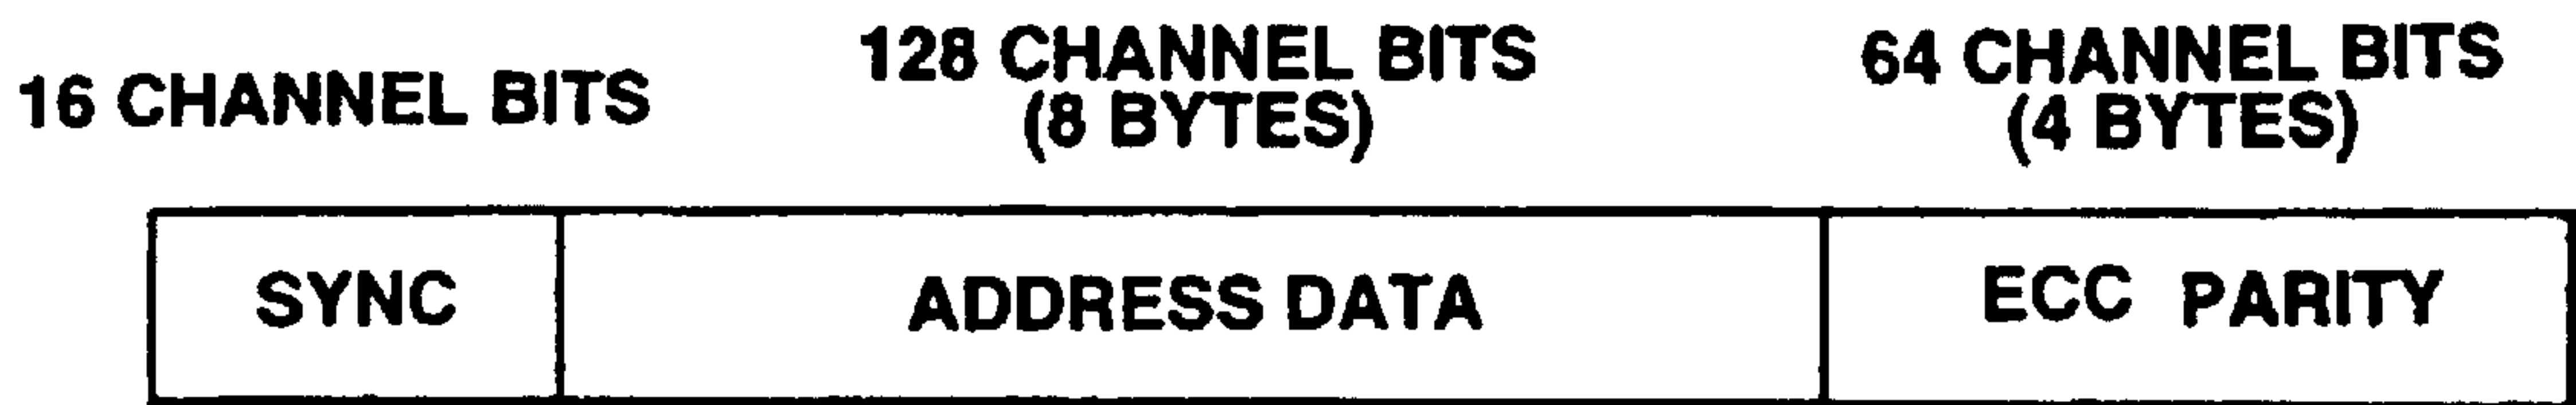 16 CHANNEL BITS
128 CHANNEL BITS
(8 BYTES)
64 CHANNEL BITS
(4 BYTES)
SYNC
ADDRESS DATA
ECC PARITY